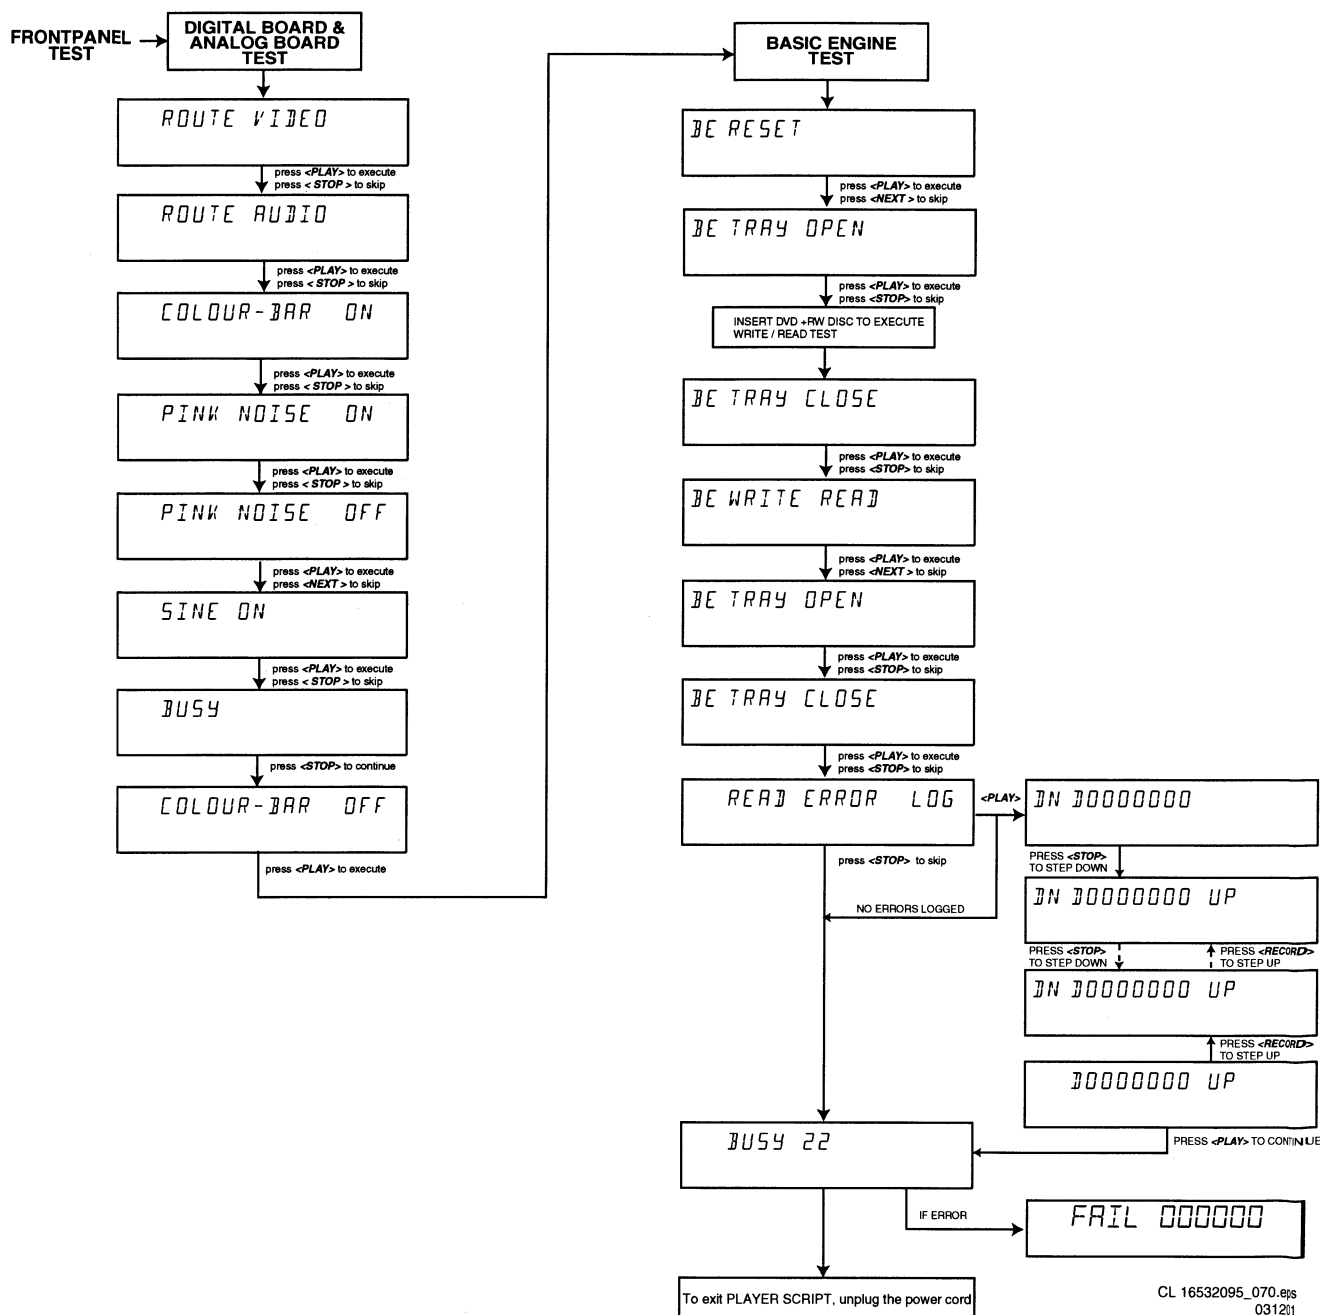 FRONTPANEL
TEST
DIGITAL BOARD &
ANALOG BOARD
TEST
ROUTE VIDEO
press <PLAY> to execute
press < STOP > to skip
ROUTE AUDIO
press <PLAY> to execute
press < STOP > to skip
COLOUR-BAR ON
press <PLAY> to execute
press < STOP > to skip
PINK NOISE ON
press <PLAY> to execute
press < STOP > to skip
PINK NOISE OFF
press <PLAY> to execute
press <NEXT > to skip
SINE ON
press <PLAY> to execute
press < STOP > to skip
BUSY
press <STOP> to continue
COLOUR-BAR OFF
press <PLAY> to execute
BASIC ENGINE
TEST
BE RESET
press <PLAY> to execute
press <NEXT > to skip
BE TRAY OPEN
press <PLAY> to execute
press <STOP> to skip
INSERT DVD +RW DISC TO EXECUTE
WRITE / READ TEST
BE TRAY CLOSE
press <PLAY> to execute
press <STOP> to skip
BE WRITE READ
press <PLAY> to execute
press <NEXT > to skip
BE TRAY OPEN
press <PLAY> to execute
press <STOP> to skip
BE TRAY CLOSE
press <PLAY> to execute
press <STOP> to skip
READ ERROR LOG
<PLAY>
press <STOP> to skip
NO ERRORS LOGGED
DN D0000000
PRESS <STOP>
TO STEP DOWN
DN D0000000 UP
PRESS <STOP>
TO STEP DOWN
PRESS <RECORD>
TO STEP UP
DN D0000000 UP
PRESS <RECORD>
TO STEP UP
D0000000 UP
PRESS <PLAY> TO CONTINUE
BUSY 22
IF ERROR
FAIL 000000
To exit PLAYER SCRIPT, unplug the power cord
CL 16532095_070.eps
031201